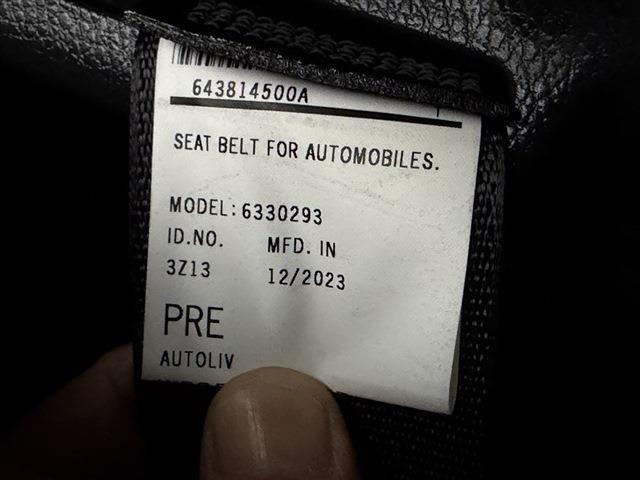 643814500A
SEAT BELT FOR AUTOMOBILES.
MODEL: 6330293
ID.NO. MFD. IN
3Z13 12/2023
PRE
AUTOLIV